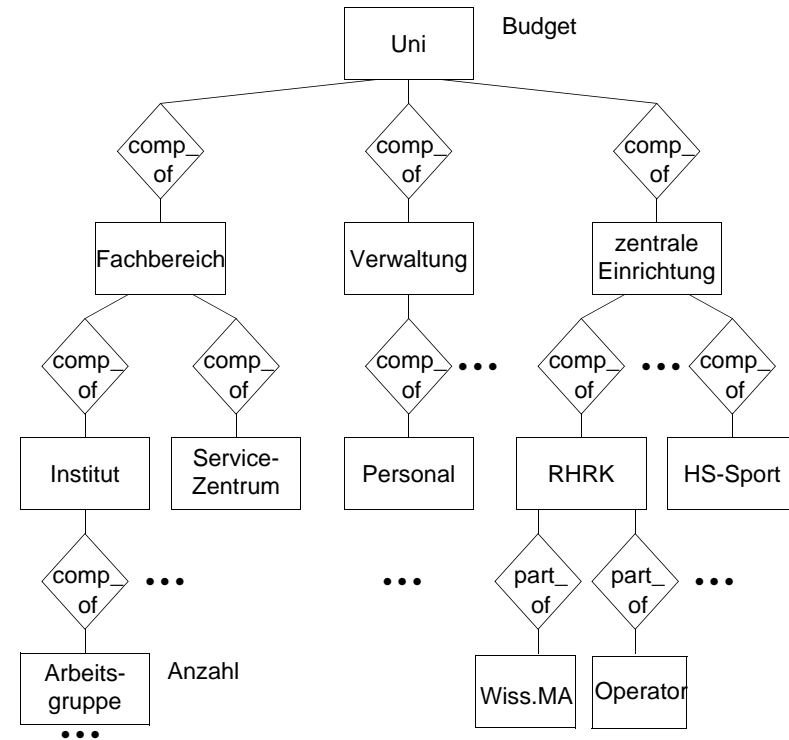 Uni
Budget
comp_
of
comp_
of
comp_
of
Fachbereich
Verwaltung
zentrale
Einrichtung
comp_
of
comp_
of
comp_
of
•••
comp_
of
•••
comp_
of
Institut
Service-
Zentrum
Personal
RHRK
HS-Sport
comp_
of
•••
•••
part_
of
part_
of
•••
Arbeits-
gruppe
Anzahl
Wiss.MA
Operator
•••